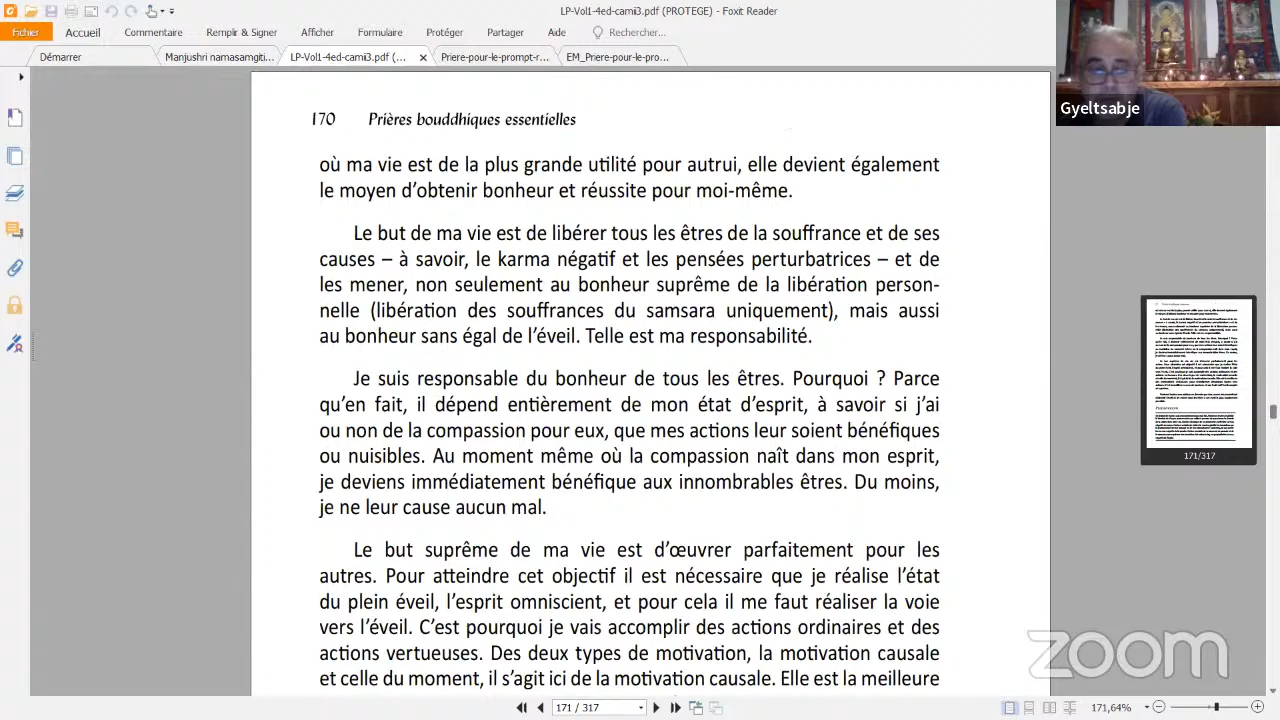 LP-Vol1-4ed-cami3.pdf (PROTEGE) - Foxit Reader
Fichier Accueil Commentaire Remplir & Signer Afficher Formulaire Protéger Partager Aide Rechercher...
Démarrer Manjushri namasamgiti... LP-Vol1-4ed-cami3.pdf (... Priere-pour-le-prompt-r... EM_Priere-pour-le-pro...
Gyeltsabje
170 Prières bouddhiques essentielles
où ma vie est de la plus grande utilité pour autrui, elle devient également
le moyen d’obtenir bonheur et réussite pour moi-même.
Le but de ma vie est de libérer tous les êtres de la souffrance et de ses
causes – à savoir, le karma négatif et les pensées perturbatrices – et de
les mener, non seulement au bonheur suprême de la libération person-
nelle (libération des souffrances du samsara uniquement), mais aussi
au bonheur sans égal de l’éveil. Telle est ma responsabilité.
Je suis responsable du bonheur de tous les êtres. Pourquoi ? Parce
qu’en fait, il dépend entièrement de mon état d’esprit, à savoir si j’ai
ou non de la compassion pour eux, que mes actions leur soient bénéfiques
ou nuisibles. Au moment même où la compassion naît dans mon esprit,
je deviens immédiatement bénéfique aux innombrables êtres. Du moins,
je ne leur cause aucun mal.
Le but suprême de ma vie est d’œuvrer parfaitement pour les
autres. Pour atteindre cet objectif il est nécessaire que je réalise l’état
du plein éveil, l’esprit omniscient, et pour cela il me faut réaliser la voie
vers l’éveil. C’est pourquoi je vais accomplir des actions ordinaires et des
actions vertueuses. Des deux types de motivation, la motivation causale
et celle du moment, il s’agit ici de la motivation causale. Elle est la meilleure
171/317
zoom
171 / 317
171,64%